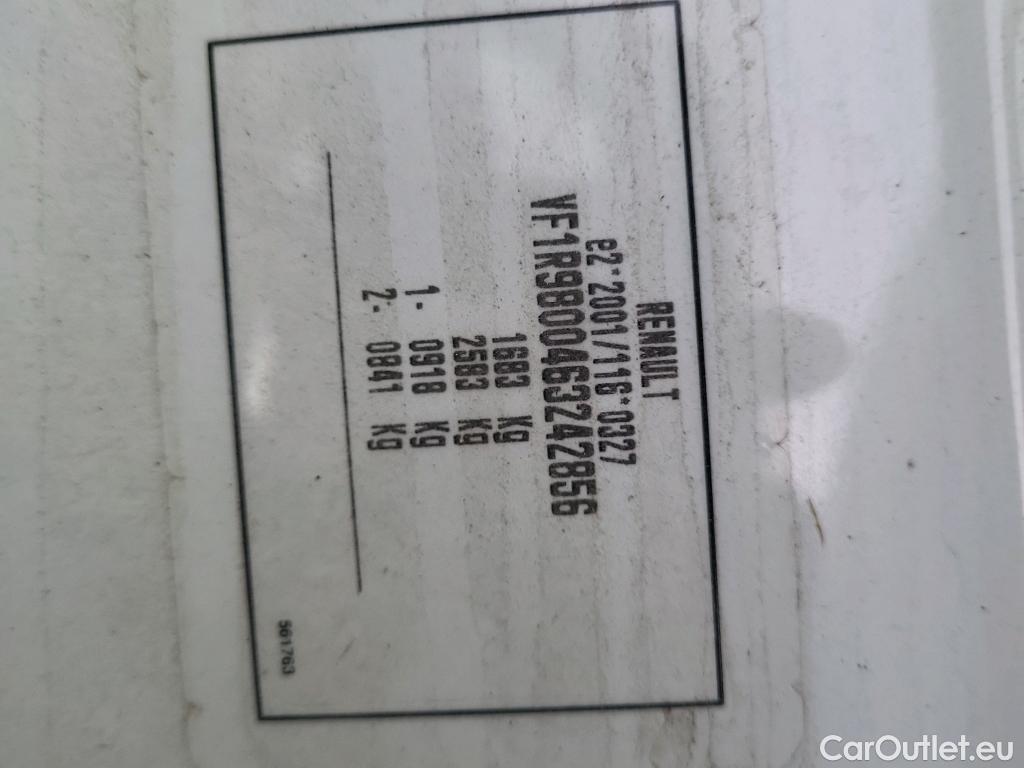 RENAULT
e2*2001/116*0327
VF1R9800463242856
1683 Kg
2583 Kg
1- 0918 Kg
2- 0841 Kg
561763
CarOutlet.eu